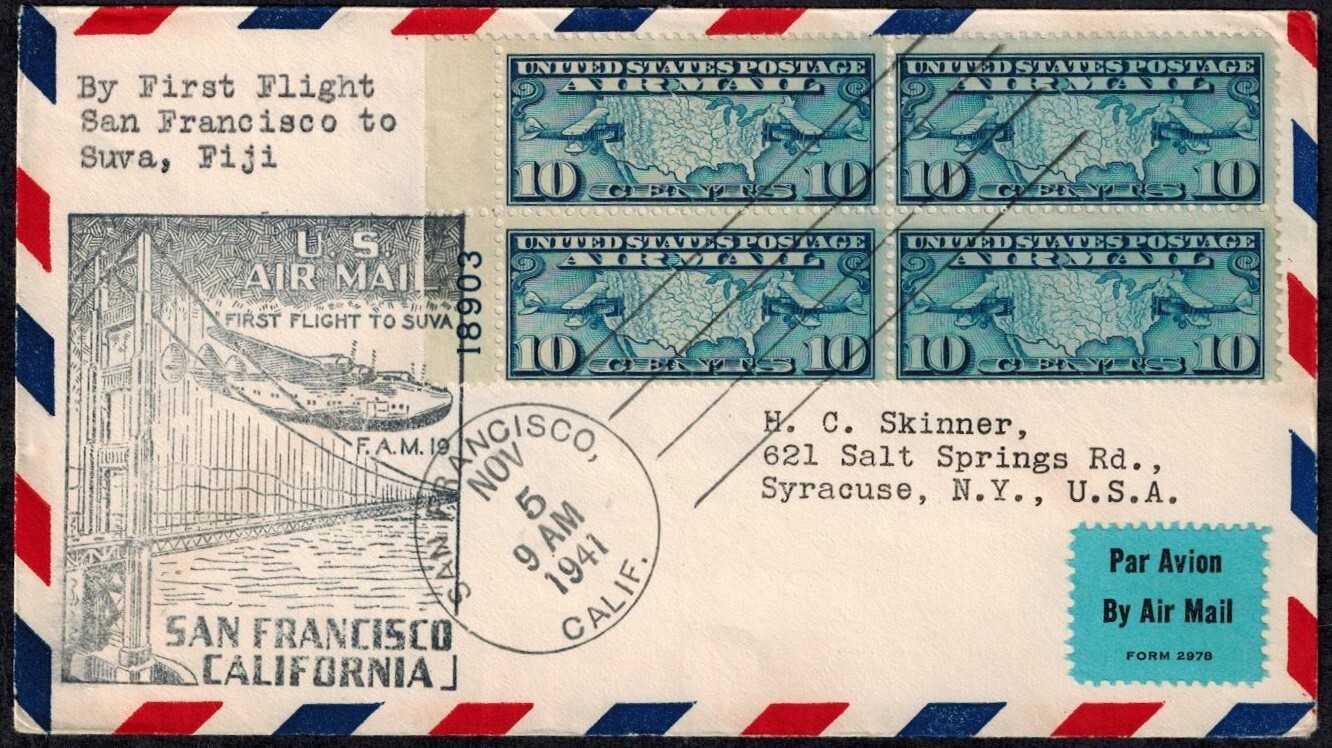 By First Flight
San Francisco to
Suva, Fiji
UNITED STATES POSTAGE
AIR MAIL
10 CENTS 10
UNITED STATES POSTAGE
AIR MAIL
10 CENTS 10
UNITED STATES POSTAGE
AIR MAIL
10 CENTS 10
UNITED STATES POSTAGE
AIR MAIL
10 CENTS 10
18903
U. S.
AIR MAIL
"FIRST FLIGHT TO SUVA
F.A.M. 19
SAN FRANCISCO
CALIFORNIA
SAN FRANCISCO,
NOV
5
9 AM
1941
CALIF.
H. C. Skinner,
621 Salt Springs Rd.,
Syracuse, N.Y., U.S.A.
Par Avion
By Air Mail
FORM 2978